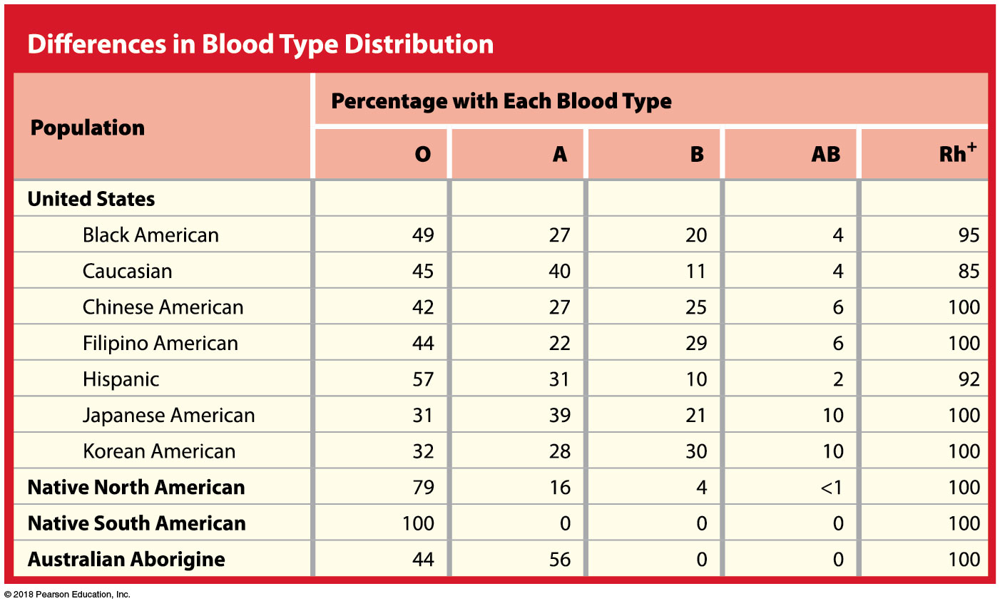 Differences in Blood Type Distribution
Population
Percentage with Each Blood Type
O A B AB Rh+
United States
Black American 49 27 20 4 95
Caucasian 45 40 11 4 85
Chinese American 42 27 25 6 100
Filipino American 44 22 29 6 100
Hispanic 57 31 10 2 92
Japanese American 31 39 21 10 100
Korean American 32 28 30 10 100
Native North American 79 16 4 <1 100
Native South American 100 0 0 0 100
Australian Aborigine 44 56 0 0 100
© 2018 Pearson Education, Inc.